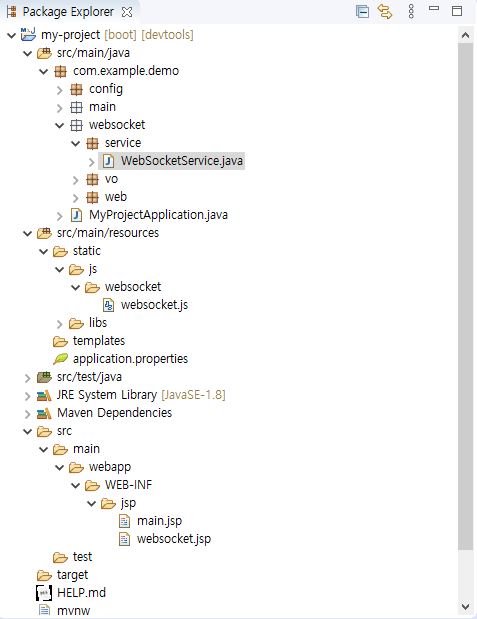 Package Explorer
my-project [boot] [devtools]
src/main/java
com.example.demo
config
main
websocket
service
WebSocketService.java
vo
web
MyProjectApplication.java
src/main/resources
static
js
websocket
websocket.js
libs
templates
application.properties
src/test/java
JRE System Library [JavaSE-1.8]
Maven Dependencies
src
main
webapp
WEB-INF
jsp
main.jsp
websocket.jsp
test
target
HELP.md
mvnw